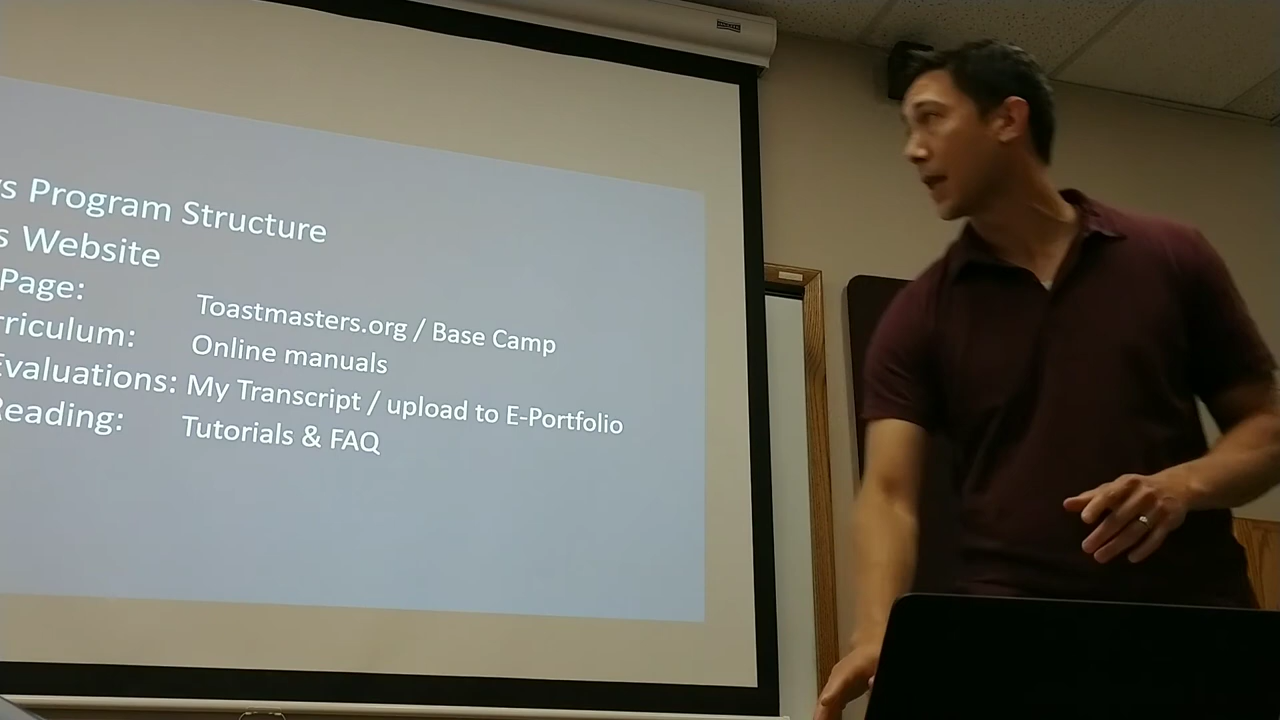 s Program Structure
s Website
Page: Toastmasters.org / Base Camp
rriculum: Online manuals
Evaluations: My Transcript / upload to E-Portfolio
Reading: Tutorials & FAQ